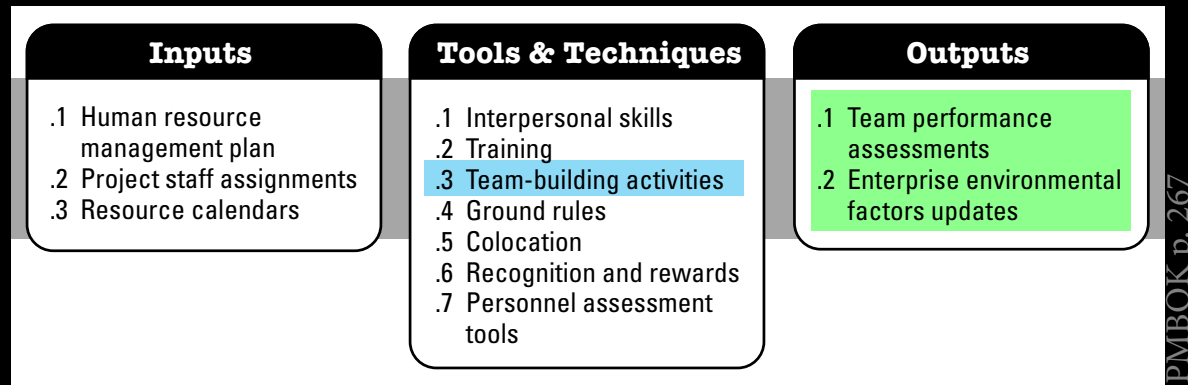 Inputs
.1 Human resource
management plan
.2 Project staff assignments
.3 Resource calendars
Tools & Techniques
.1 Interpersonal skills
.2 Training
.3 Team-building activities
.4 Ground rules
.5 Colocation
.6 Recognition and rewards
.7 Personnel assessment
tools
Outputs
.1 Team performance
assessments
.2 Enterprise environmental
factors updates
PMBOK p. 267